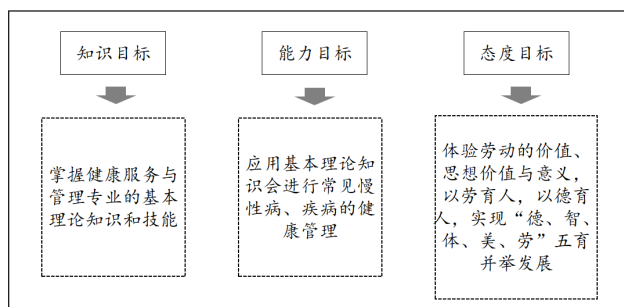 知识目标
能力目标
态度目标
掌握健康服务与
管理专业的基本
理论知识和技能
应用基本理论知
识会进行常见慢
性病、疾病的健
康管理
体验劳动的价值、
思想价值与意义，
以劳育人，以德育
人，实现“德、智、
体、美、劳”五育
并举发展